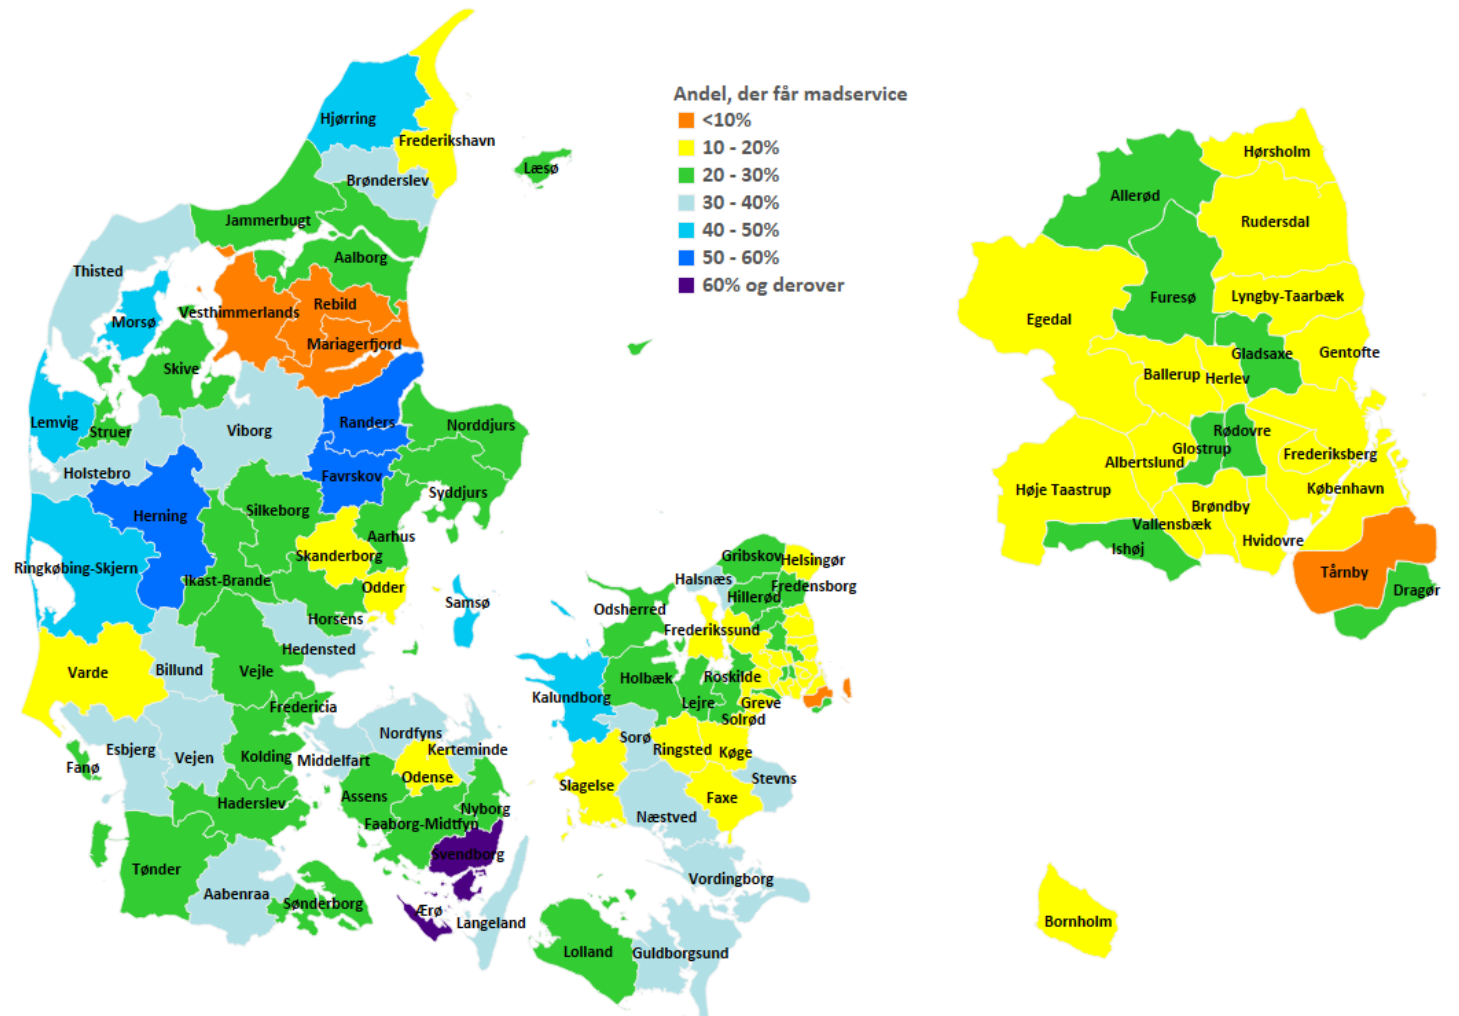 Andel, der får madservice
<10%
10 - 20%
20 - 30%
30 - 40%
40 - 50%
50 - 60%
60% og derover
Hjørring
Frederikshavn
Læsø
Brønderslev
Jammerbugt
Aalborg
Thisted
Rebild
Vesthimmerlands
Morsø
Mariagerfjord
Skive
Lemvig
Struer
Viborg
Randers
Norddjurs
Holstebro
Favrskov
Syddjurs
Herning
Silkeborg
Aarhus
Skanderborg
Ringkøbing-Skjern
Ikast-Brande
Odder
Samsø
Horsens
Hedensted
Varde
Billund
Vejle
Fredericia
Esbjerg
Vejen
Kolding
Fanø
Haderslev
Tønder
Aabenraa
Sønderborg
Nordfyns
Middelfart
Kerteminde
Odense
Assens
Nyborg
Faaborg-Midtfyn
Svendborg
Ærø
Langeland
Gribskov
Helsingør
Halsnæs
Fredensborg
Hillerød
Odsherred
Frederikssund
Holbæk
Roskilde
Kalundborg
Lejre
Greve
Solrød
Sorø
Ringsted
Køge
Slagelse
Stevns
Faxe
Næstved
Vordingborg
Lolland
Guldborgsund
Hørsholm
Allerød
Rudersdal
Furesø
Lyngby-Taarbæk
Egedal
Gladsaxe
Gentofte
Ballerup
Herlev
Rødovre
Glostrup
Frederiksberg
Albertslund
Høje Taastrup
København
Brøndby
Vallensbæk
Hvidovre
Ishøj
Tårnby
Dragør
Bornholm